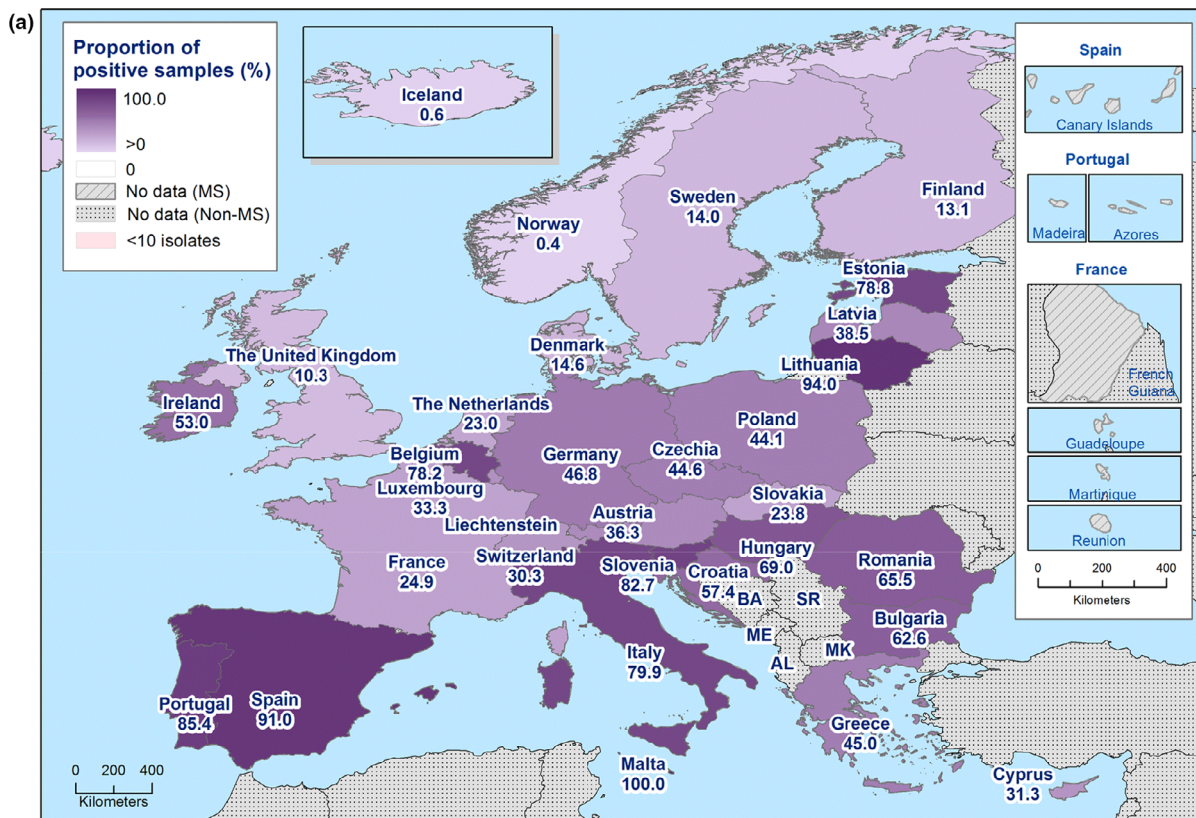 (a)
Proportion of
positive samples (%)
100.0
>0
0
No data (MS)
No data (Non-MS)
<10 isolates
Iceland
0.6
Norway
0.4
Sweden
14.0
Finland
13.1
Estonia
78.8
Latvia
38.5
Lithuania
94.0
Denmark
14.6
The United Kingdom
10.3
Ireland
53.0
The Netherlands
23.0
Belgium
78.2
Luxembourg
33.3
Germany
46.8
Poland
44.1
Czechia
44.6
Slovakia
23.8
Austria
36.3
Liechtenstein
Switzerland
30.3
France
24.9
Slovenia
82.7
Croatia
57.4
Hungary
69.0
Romania
65.5
Bulgaria
62.6
BA
SR
ME
MK
AL
Italy
79.9
Portugal
85.4
Spain
91.0
Malta
100.0
Greece
45.0
Cyprus
31.3
0 200 400
Kilometers
Spain
Canary Islands
Portugal
Madeira
Azores
France
French
Guiana
Guadeloupe
Martinique
Reunion
0 200 400
Kilometers